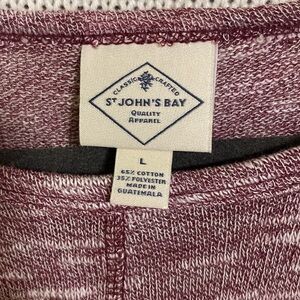 CLASSIC CRAFTED
ST JOHN'S BAY
QUALITY
APPAREL
L
65% COTTON
35% POLYESTER
MADE IN
GUATEMALA